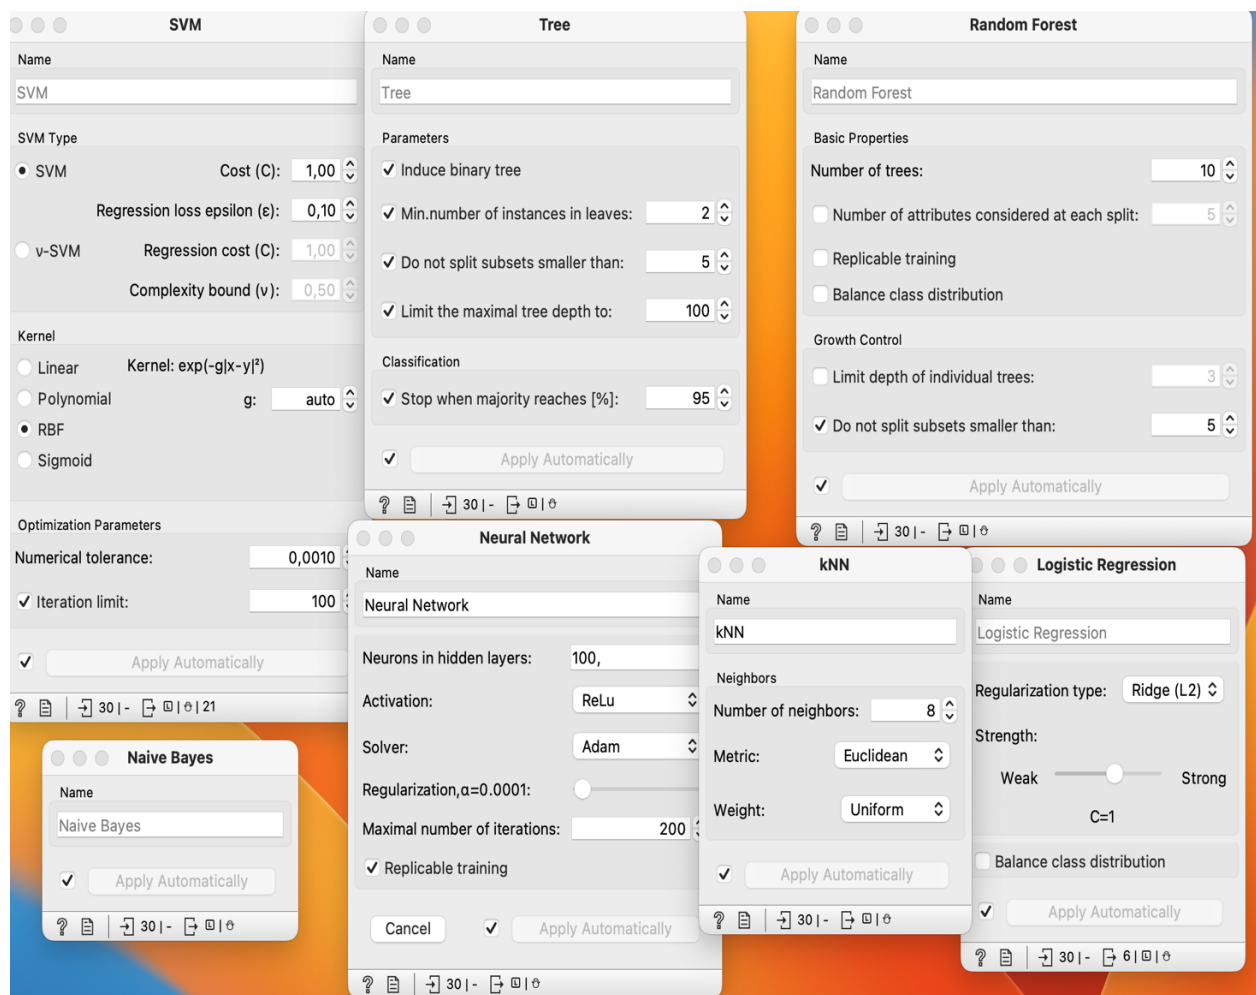 SVM
Name
SVM
SVM Type
SVM Cost (C): 1,00
Regression loss epsilon (ε): 0,10
ν-SVM Regression cost (C): 1,00
Complexity bound (ν): 0,50
Kernel
Linear Kernel: exp(-g|x-y|²)
Polynomial g: auto
RBF
Sigmoid
Optimization Parameters
Numerical tolerance: 0,0010
Iteration limit: 100
Apply Automatically
? 30 | - 21
Tree
Name
Tree
Parameters
Induce binary tree
Min.number of instances in leaves: 2
Do not split subsets smaller than: 5
Limit the maximal tree depth to: 100
Classification
Stop when majority reaches [%]: 95
Apply Automatically
? 30 | -
Random Forest
Name
Random Forest
Basic Properties
Number of trees: 10
Number of attributes considered at each split: 5
Replicable training
Balance class distribution
Growth Control
Limit depth of individual trees: 3
Do not split subsets smaller than: 5
Apply Automatically
? 30 | -
Naive Bayes
Name
Naive Bayes
Apply Automatically
? 30 | -
Neural Network
Name
Neural Network
Neurons in hidden layers: 100,
Activation: ReLu
Solver: Adam
Regularization,α=0.0001:
Maximal number of iterations: 200
Replicable training
Cancel Apply Automatically
? 30 | -
kNN
Name
kNN
Neighbors
Number of neighbors: 8
Metric: Euclidean
Weight: Uniform
Apply Automatically
? 30 | -
Logistic Regression
Name
Logistic Regression
Regularization type: Ridge (L2)
Strength:
Weak Strong
C=1
Balance class distribution
Apply Automatically
? 30 | - 6